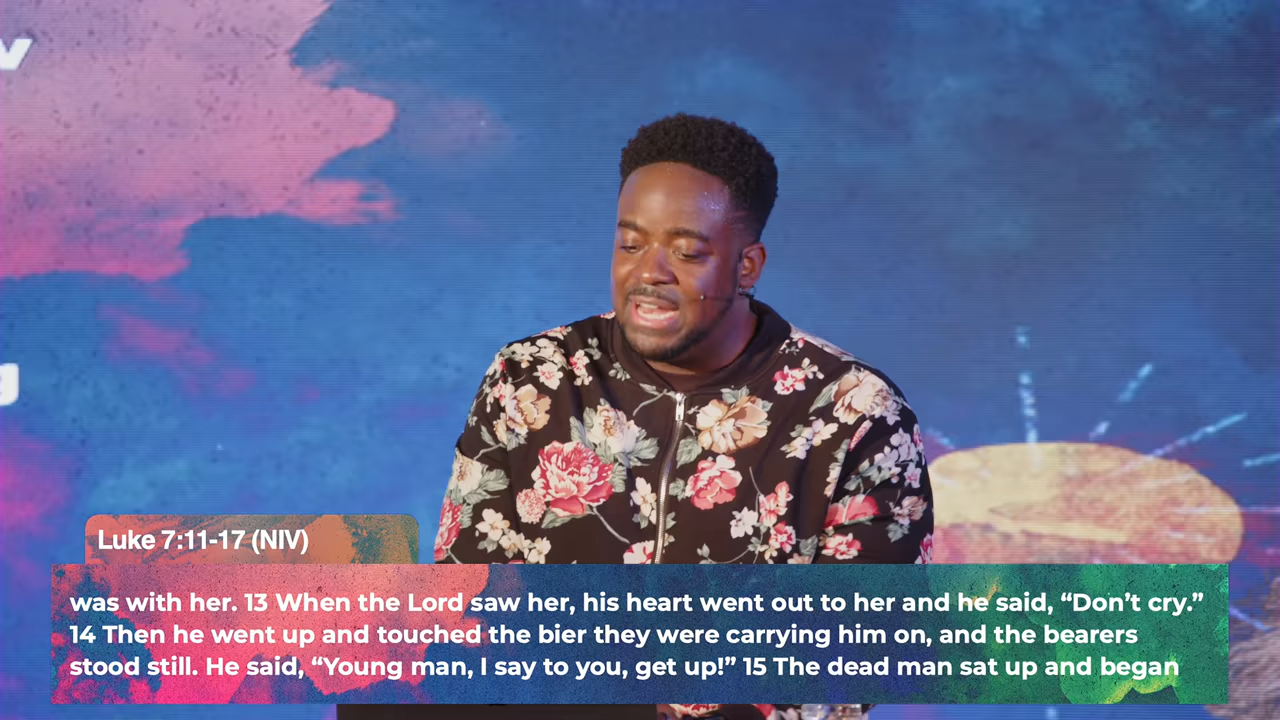 Luke 7:11-17 (NIV)
was with her. 13 When the Lord saw her, his heart went out to her and he said, “Don’t cry.”
14 Then he went up and touched the bier they were carrying him on, and the bearers
stood still. He said, “Young man, I say to you, get up!” 15 The dead man sat up and began